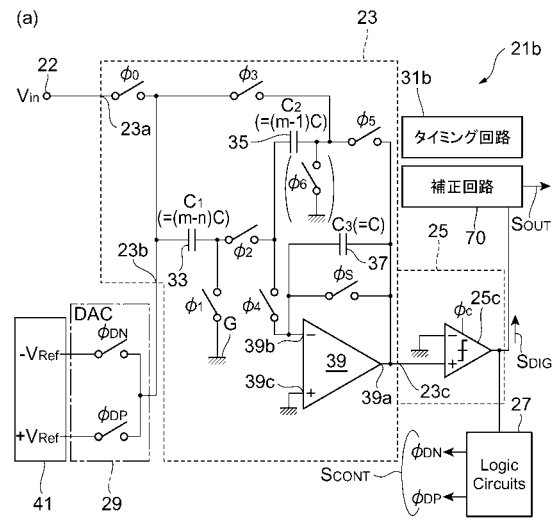 (a)
23
21b
22
Vin
ϕ0
ϕ3
23a
C2
(=(m-1)C)
35
ϕ5
ϕ6
31b
タイミング回路
補正回路
SOUT
70
C1
(=(m-n)C)
33
ϕ2
C3(=C)
37
25
23b
ϕS
ϕ1
ϕ4
G
39b
−
39
39c
+
39a
23c
ϕc
25c
−
+
SDIG
DAC
ϕDN
-VRef
ϕDP
+VRef
41
29
27
SCONT
ϕDN
ϕDP
Logic
Circuits